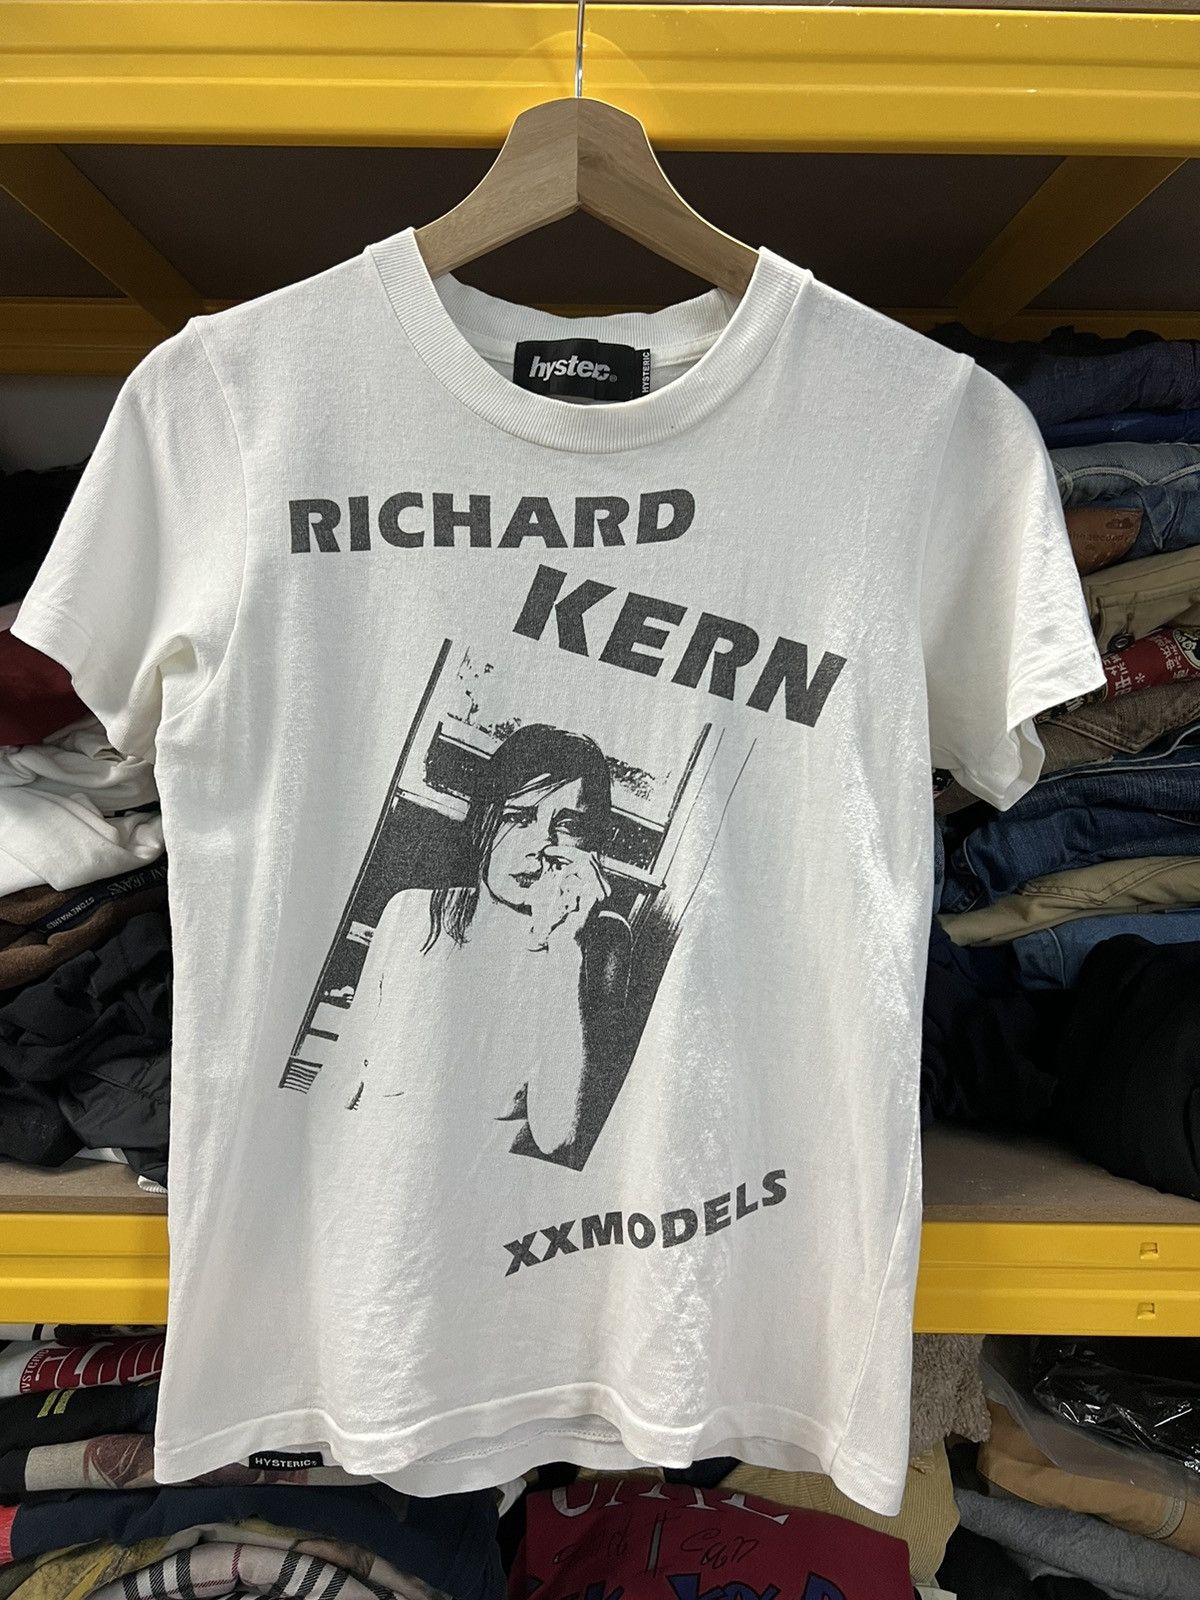 hysteric®
HYSTERIC
RICHARD
KERN
XXMODELS
HYSTERIC®